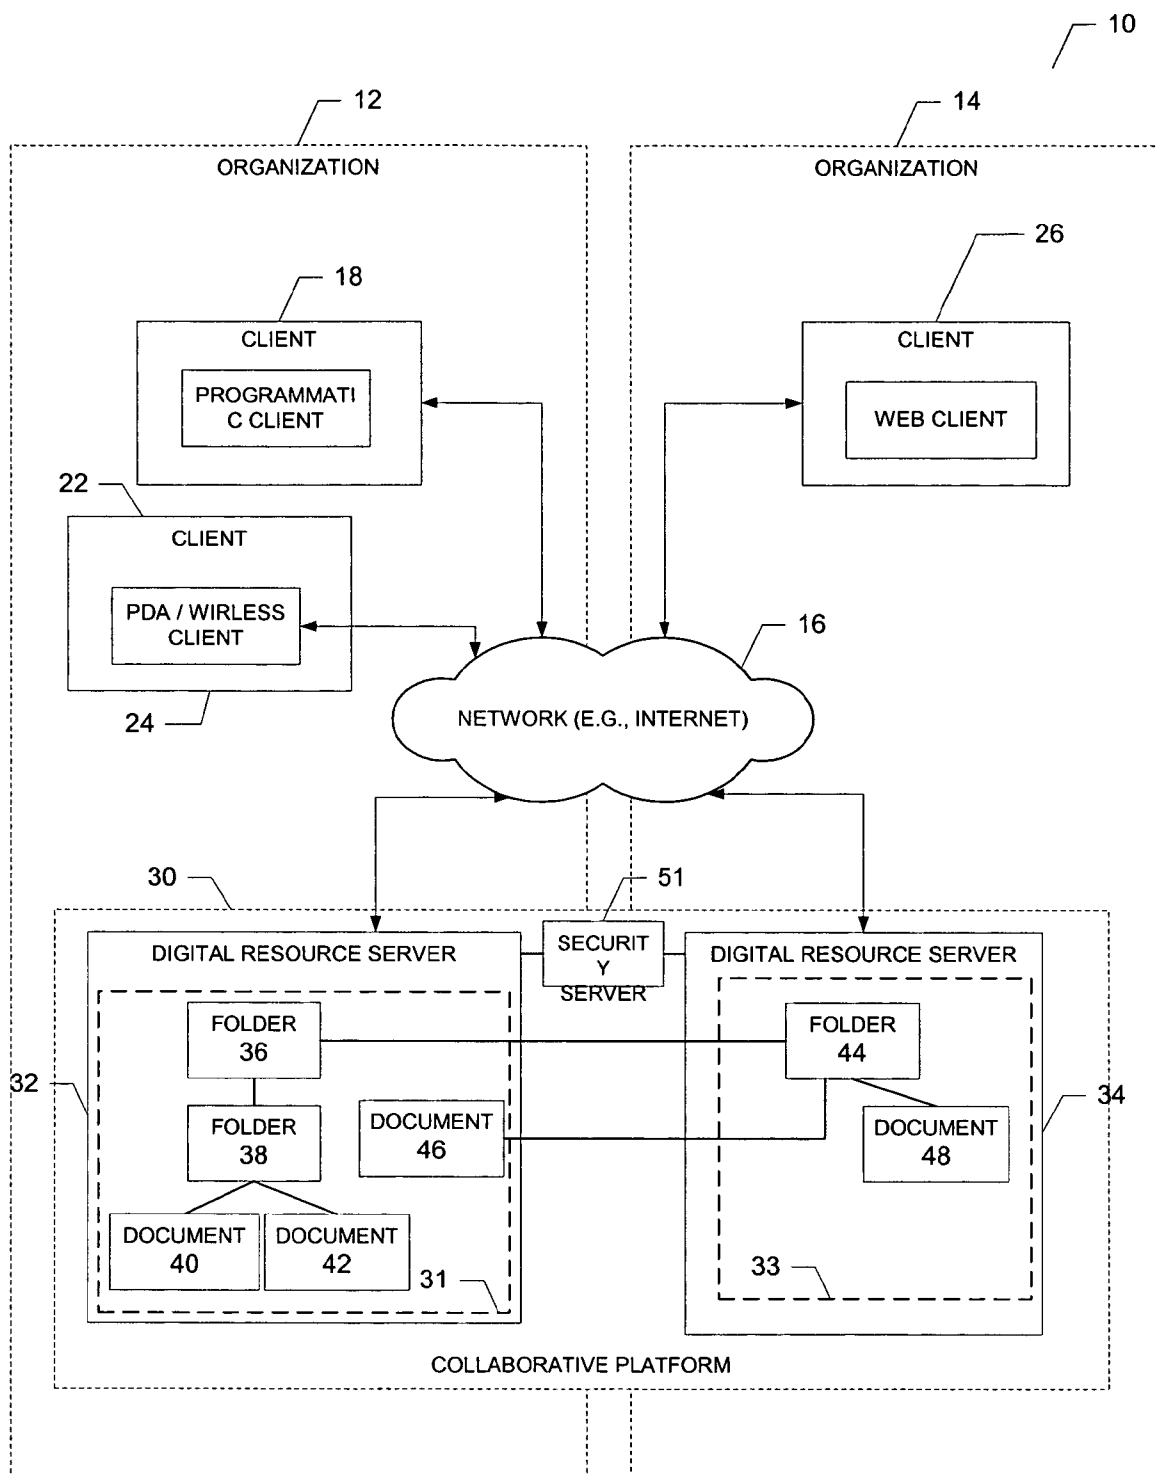 10
12
14
ORGANIZATION
ORGANIZATION
18
26
CLIENT
PROGRAMMATI
C CLIENT
CLIENT
WEB CLIENT
22
CLIENT
PDA / WIRLESS
CLIENT
24
16
NETWORK (E.G., INTERNET)
30
51
DIGITAL RESOURCE SERVER
SECURIT
Y
SERVER
DIGITAL RESOURCE SERVER
FOLDER
36
FOLDER
44
32
34
FOLDER
38
DOCUMENT
46
DOCUMENT
48
DOCUMENT
40
DOCUMENT
42
31
33
COLLABORATIVE PLATFORM